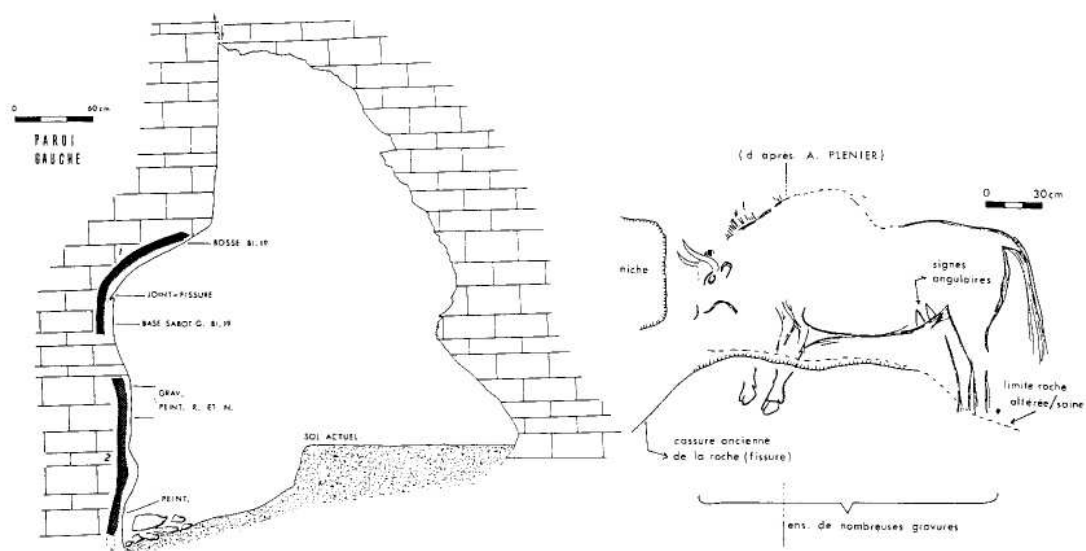 0 60cm
PAROI
GAUCHE
1
BOSSE BI. 19
JOINT=FISSURE
BASE SABOT G. BI. 19
GRAV.
PEINT. R. ET N.
2
SOL ACTUEL
PEINT.
(d après A. PLENIER)
0 30cm
niche
signes
angulaires
limite roche
altérée/saine
cassure ancienne
de la roche (fissure)
ens. de nombreuses gravures